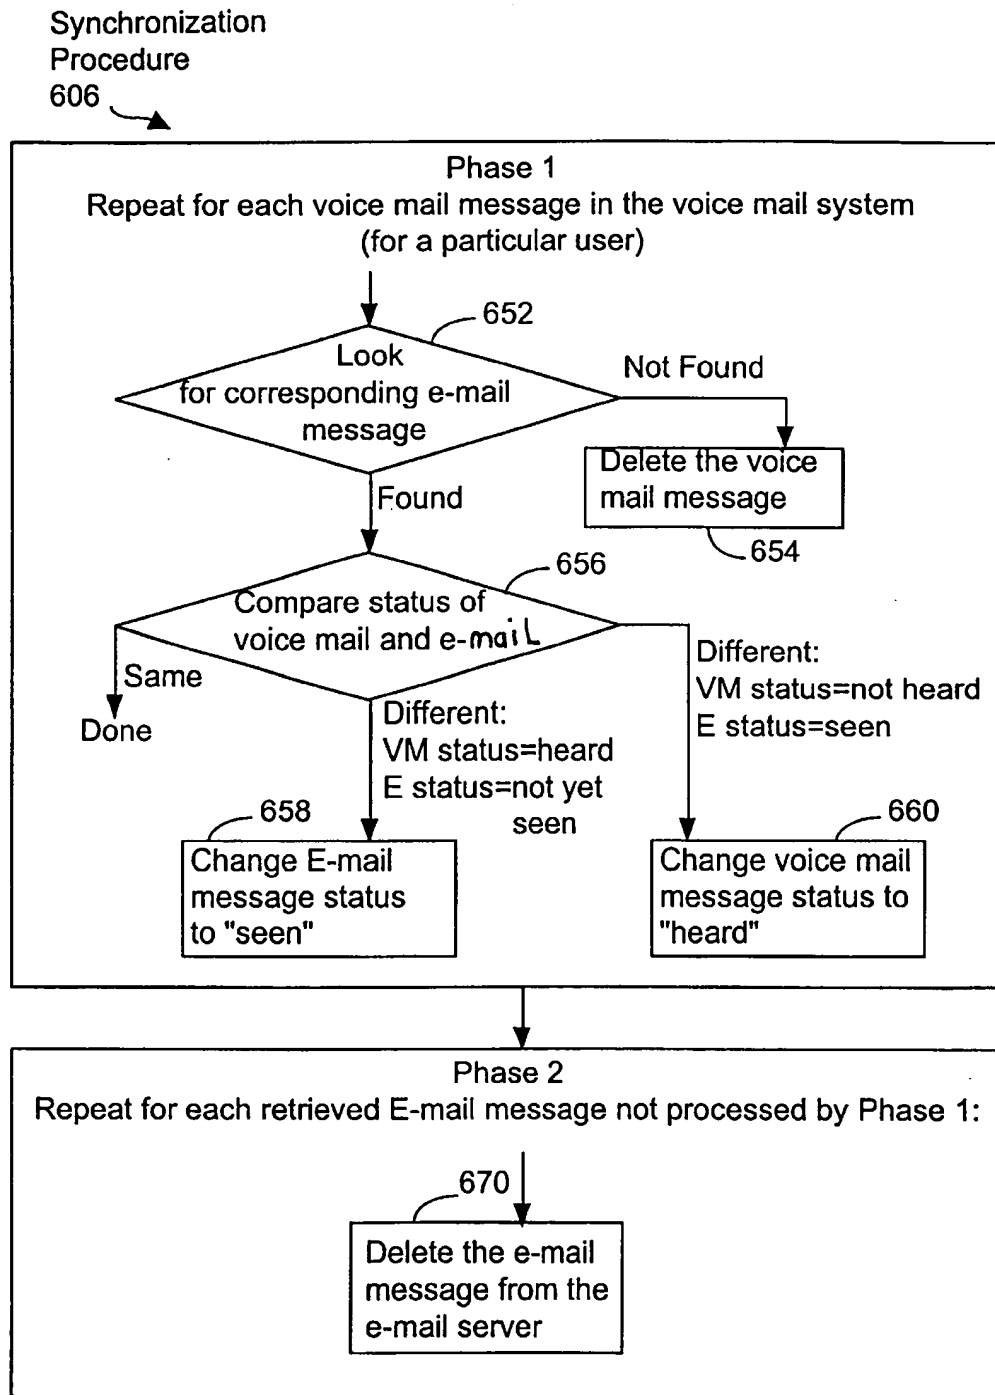 Synchronization
Procedure
606
Phase 1
Repeat for each voice mail message in the voice mail system
(for a particular user)
652
Look
for corresponding e-mail
message
Not Found
Delete the voice
mail message
654
Found
656
Compare status of
voice mail and e-mail
Same
Done
Different:
VM status=heard
E status=not yet
seen
Different:
VM status=not heard
E status=seen
658
Change E-mail
message status
to "seen"
660
Change voice mail
message status to
"heard"
Phase 2
Repeat for each retrieved E-mail message not processed by Phase 1:
670
Delete the e-mail
message from the
e-mail server